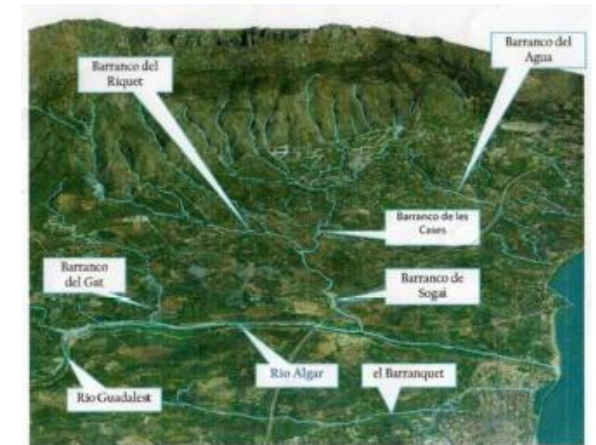 Barranco del
Agua
Barranco del
Riquet
Barranco de les
Cases
Barranco
del Gat
Barranco de
Sogai
Rio Algar
el Barranquet
Rio Guadalest